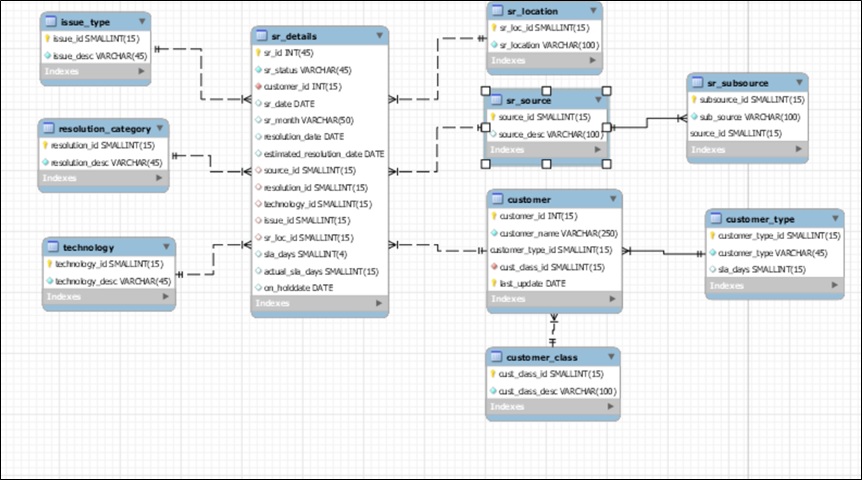 issue_type
issue_id SMALLINT(15)
issue_desc VARCHAR(45)
Indexes
resolution_category
resolution_id SMALLINT(15)
resolution_desc VARCHAR(45)
Indexes
technology
technology_id SMALLINT(15)
technology_desc VARCHAR(45)
Indexes
sr_details
sr_id INT(45)
sr_status VARCHAR(45)
customer_id INT(15)
sr_date DATE
sr_month VARCHAR(50)
resolution_date DATE
estimated_resolution_date DATE
source_id SMALLINT(15)
resolution_id SMALLINT(15)
technology_id SMALLINT(15)
issue_id SMALLINT(15)
sr_loc_id SMALLINT(15)
sla_days SMALLINT(4)
actual_sla_days SMALLINT(15)
on_holddate DATE
Indexes
sr_location
sr_loc_id SMALLINT(15)
sr_location VARCHAR(100)
Indexes
sr_source
source_id SMALLINT(15)
source_desc VARCHAR(100)
Indexes
sr_subsource
subsource_id SMALLINT(15)
sub_source VARCHAR(100)
source_id SMALLINT(15)
Indexes
customer
customer_id INT(15)
customer_name VARCHAR(250)
customer_type_id SMALLINT(15)
cust_class_id SMALLINT(15)
last_update DATE
Indexes
customer_type
customer_type_id SMALLINT(15)
customer_type VARCHAR(45)
sla_days SMALLINT(15)
Indexes
customer_class
cust_class_id SMALLINT(15)
cust_class_desc VARCHAR(100)
Indexes